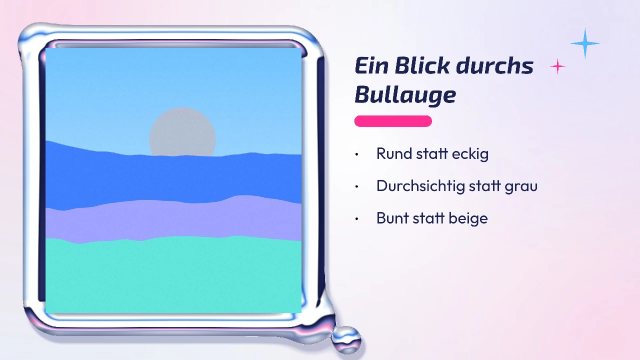 Ein Blick durchs
Bullauge
· Rund statt eckig
· Durchsichtig statt grau
· Bunt statt beige